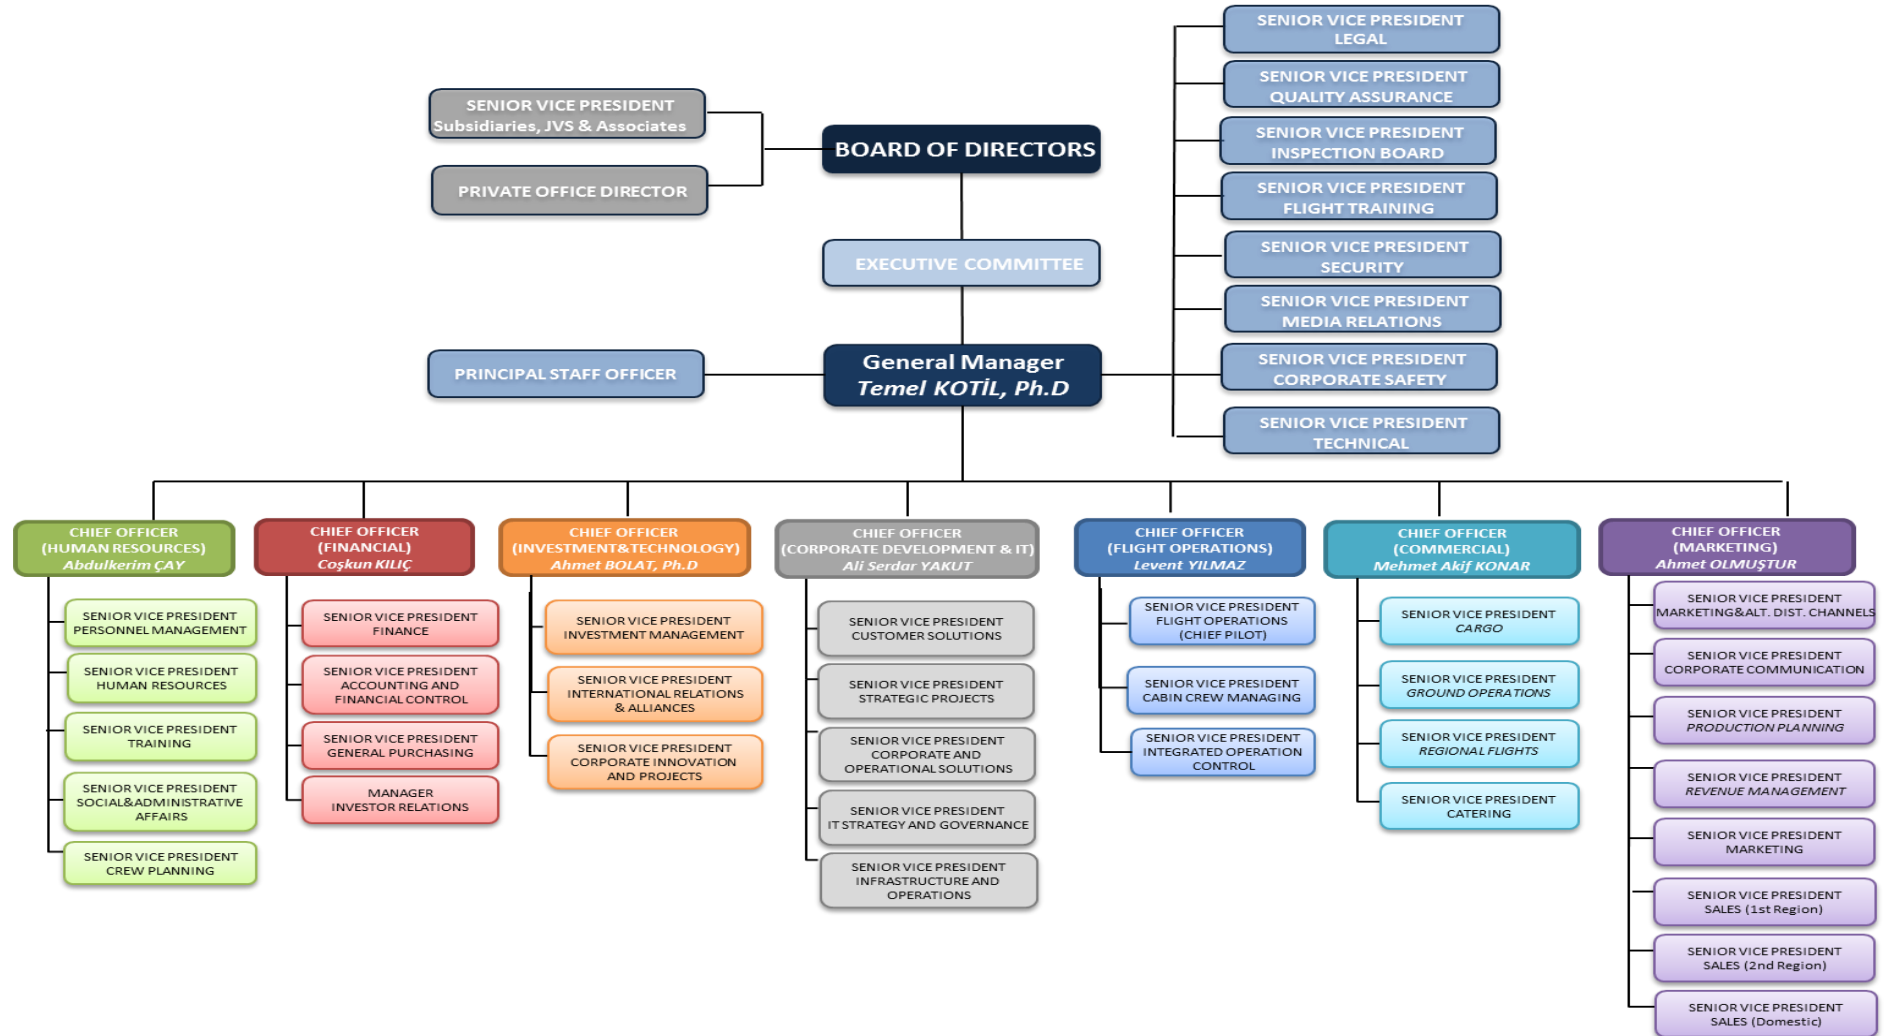 SENIOR VICE PRESIDENT
LEGAL
SENIOR VICE PRESIDENT
QUALITY ASSURANCE
SENIOR VICE PRESIDENT
INSPECTION BOARD
SENIOR VICE PRESIDENT
FLIGHT TRAINING
SENIOR VICE PRESIDENT
SECURITY
SENIOR VICE PRESIDENT
MEDIA RELATIONS
SENIOR VICE PRESIDENT
CORPORATE SAFETY
SENIOR VICE PRESIDENT
TECHNICAL
SENIOR VICE PRESIDENT
Subsidiaries, JVS & Associates
PRIVATE OFFICE DIRECTOR
BOARD OF DIRECTORS
EXECUTIVE COMMITTEE
PRINCIPAL STAFF OFFICER
General Manager
Temel KOTİL, Ph.D
CHIEF OFFICER
(HUMAN RESOURCES)
Abdulkerim ÇAY
SENIOR VICE PRESIDENT
PERSONNEL MANAGEMENT
SENIOR VICE PRESIDENT
HUMAN RESOURCES
SENIOR VICE PRESIDENT
TRAINING
SENIOR VICE PRESIDENT
SOCIAL&ADMINISTRATIVE
AFFAIRS
SENIOR VICE PRESIDENT
CREW PLANNING
CHIEF OFFICER
(FINANCIAL)
Coşkun KILIÇ
SENIOR VICE PRESIDENT
FINANCE
SENIOR VICE PRESIDENT
ACCOUNTING AND
FINANCIAL CONTROL
SENIOR VICE PRESIDENT
GENERAL PURCHASING
MANAGER
INVESTOR RELATIONS
CHIEF OFFICER
(INVESTMENT&TECHNOLOGY)
Ahmet BOLAT, Ph.D
SENIOR VICE PRESIDENT
INVESTMENT MANAGEMENT
SENIOR VICE PRESIDENT
INTERNATIONAL RELATIONS
& ALLIANCES
SENIOR VICE PRESIDENT
CORPORATE INNOVATION
AND PROJECTS
CHIEF OFFICER
(CORPORATE DEVELOPMENT & IT)
Ali Serdar YAKUT
SENIOR VICE PRESIDENT
CUSTOMER SOLUTIONS
SENIOR VICE PRESIDENT
STRATEGIC PROJECTS
SENIOR VICE PRESIDENT
CORPORATE AND
OPERATIONAL SOLUTIONS
SENIOR VICE PRESIDENT
IT STRATEGY AND GOVERNANCE
SENIOR VICE PRESIDENT
INFRASTRUCTURE AND
OPERATIONS
CHIEF OFFICER
(FLIGHT OPERATIONS)
Levent YILMAZ
SENIOR VICE PRESIDENT
FLIGHT OPERATIONS
(CHIEF PILOT)
SENIOR VICE PRESIDENT
CABIN CREW MANAGING
SENIOR VICE PRESIDENT
INTEGRATED OPERATION
CONTROL
CHIEF OFFICER
(COMMERCIAL)
Mehmet Akif KONAR
SENIOR VICE PRESIDENT
CARGO
SENIOR VICE PRESIDENT
GROUND OPERATIONS
SENIOR VICE PRESIDENT
REGIONAL FLIGHTS
SENIOR VICE PRESIDENT
CATERING
CHIEF OFFICER
(MARKETING)
Ahmet OLMUŞTUR
SENIOR VICE PRESIDENT
MARKETING&ALT. DIST. CHANNELS
SENIOR VICE PRESIDENT
CORPORATE COMMUNICATION
SENIOR VICE PRESIDENT
PRODUCTION PLANNING
SENIOR VICE PRESIDENT
REVENUE MANAGEMENT
SENIOR VICE PRESIDENT
MARKETING
SENIOR VICE PRESIDENT
SALES (1st Region)
SENIOR VICE PRESIDENT
SALES (2nd Region)
SENIOR VICE PRESIDENT
SALES (Domestic)